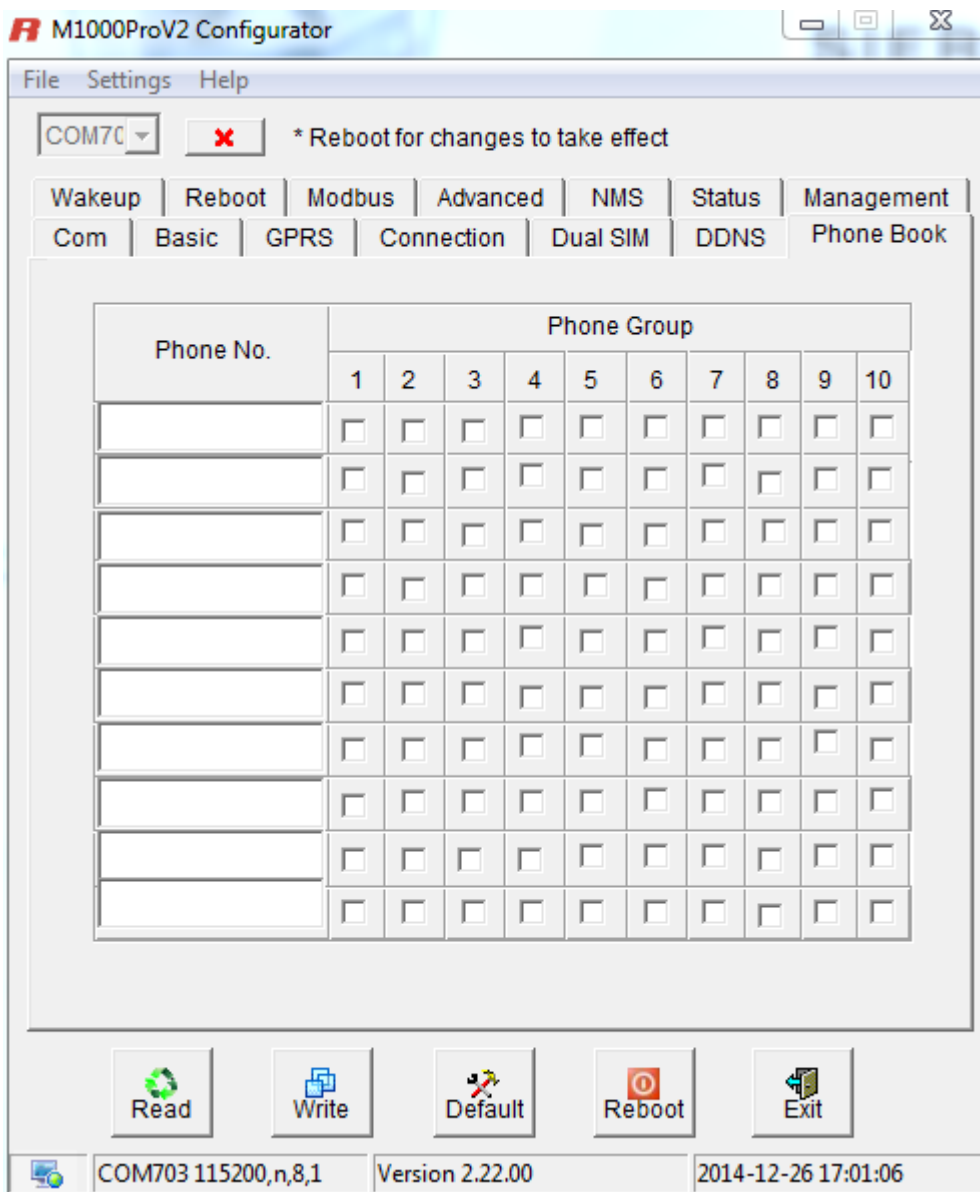 M1000ProV2 Configurator
File Settings Help
COM70 * Reboot for changes to take effect
Wakeup Reboot Modbus Advanced NMS Status Management
Com Basic GPRS Connection Dual SIM DDNS Phone Book
Phone No. Phone Group
1 2 3 4 5 6 7 8 9 10
Read Write Default Reboot Exit
COM703 115200,n,8,1 Version 2.22.00 2014-12-26 17:01:06